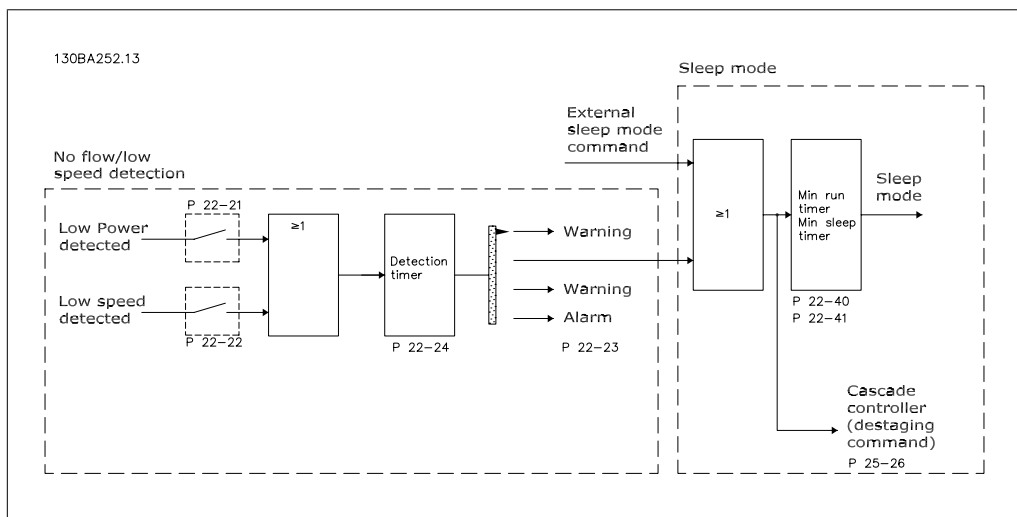 130BA252.13
Sleep mode
External
sleep mode
command
No flow/low
speed detection
P 22-21
Low Power
detected
≥1
Low speed
detected
P 22-22
Detection
timer
P 22-24
Warning
Warning
Alarm
P 22-23
≥1
Min run
timer
Min sleep
timer
P 22-40
P 22-41
Sleep
mode
Cascade
controller
(destaging
command)
P 25-26